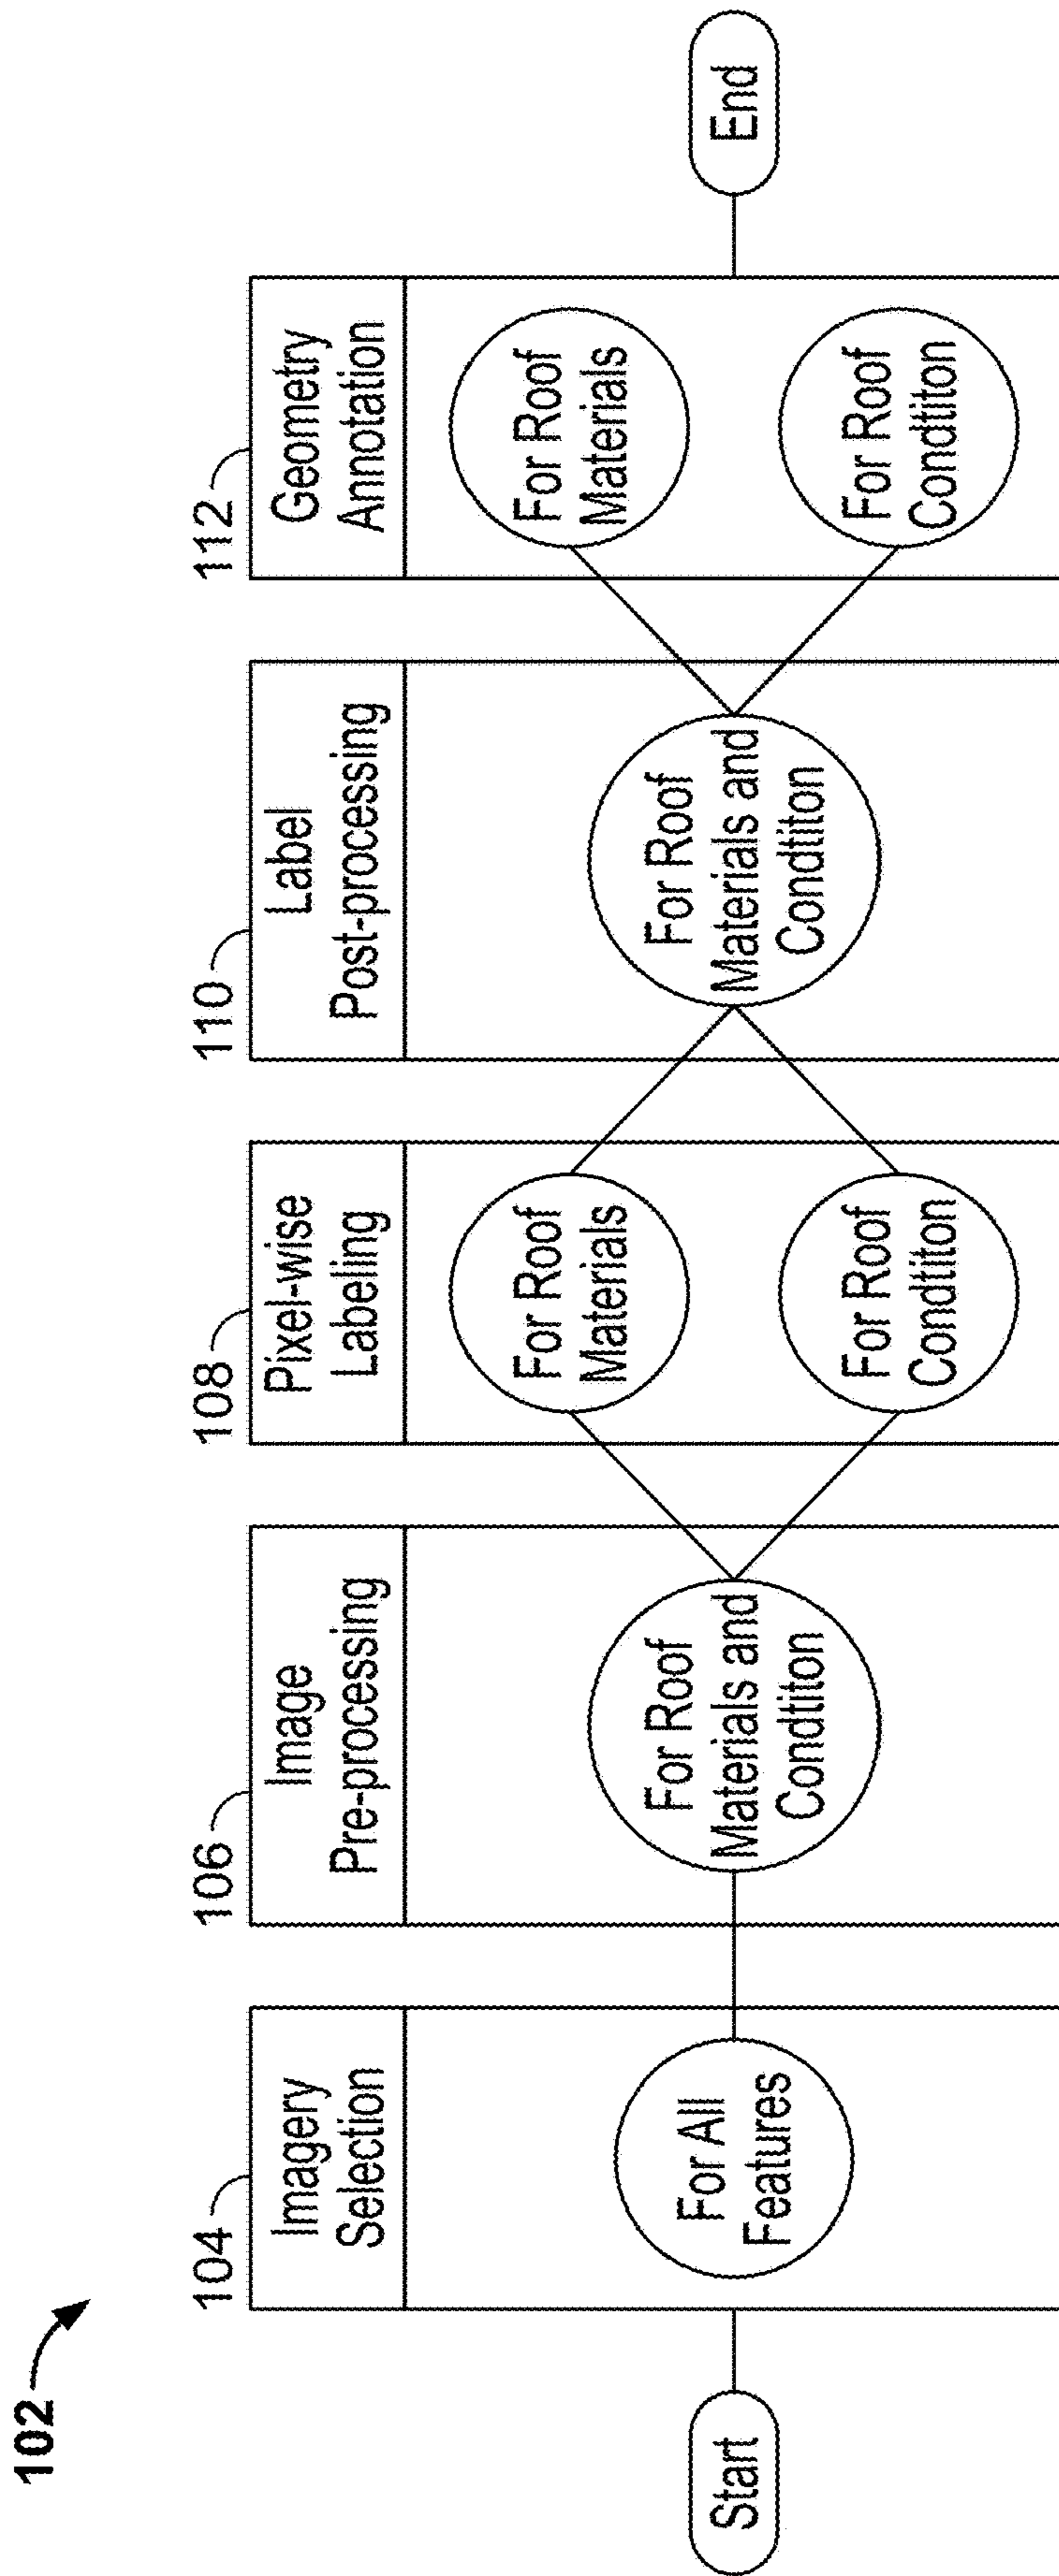 102
Start
104
Imagery
Selection
For All
Features
106
Image
Pre-processing
For Roof
Materials and
Condtiton
108
Pixel-wise
Labeling
For Roof
Materials
For Roof
Condtiton
110
Label
Post-processing
For Roof
Materials and
Condtiton
112
Geometry
Annotation
For Roof
Materials
For Roof
Condtiton
End